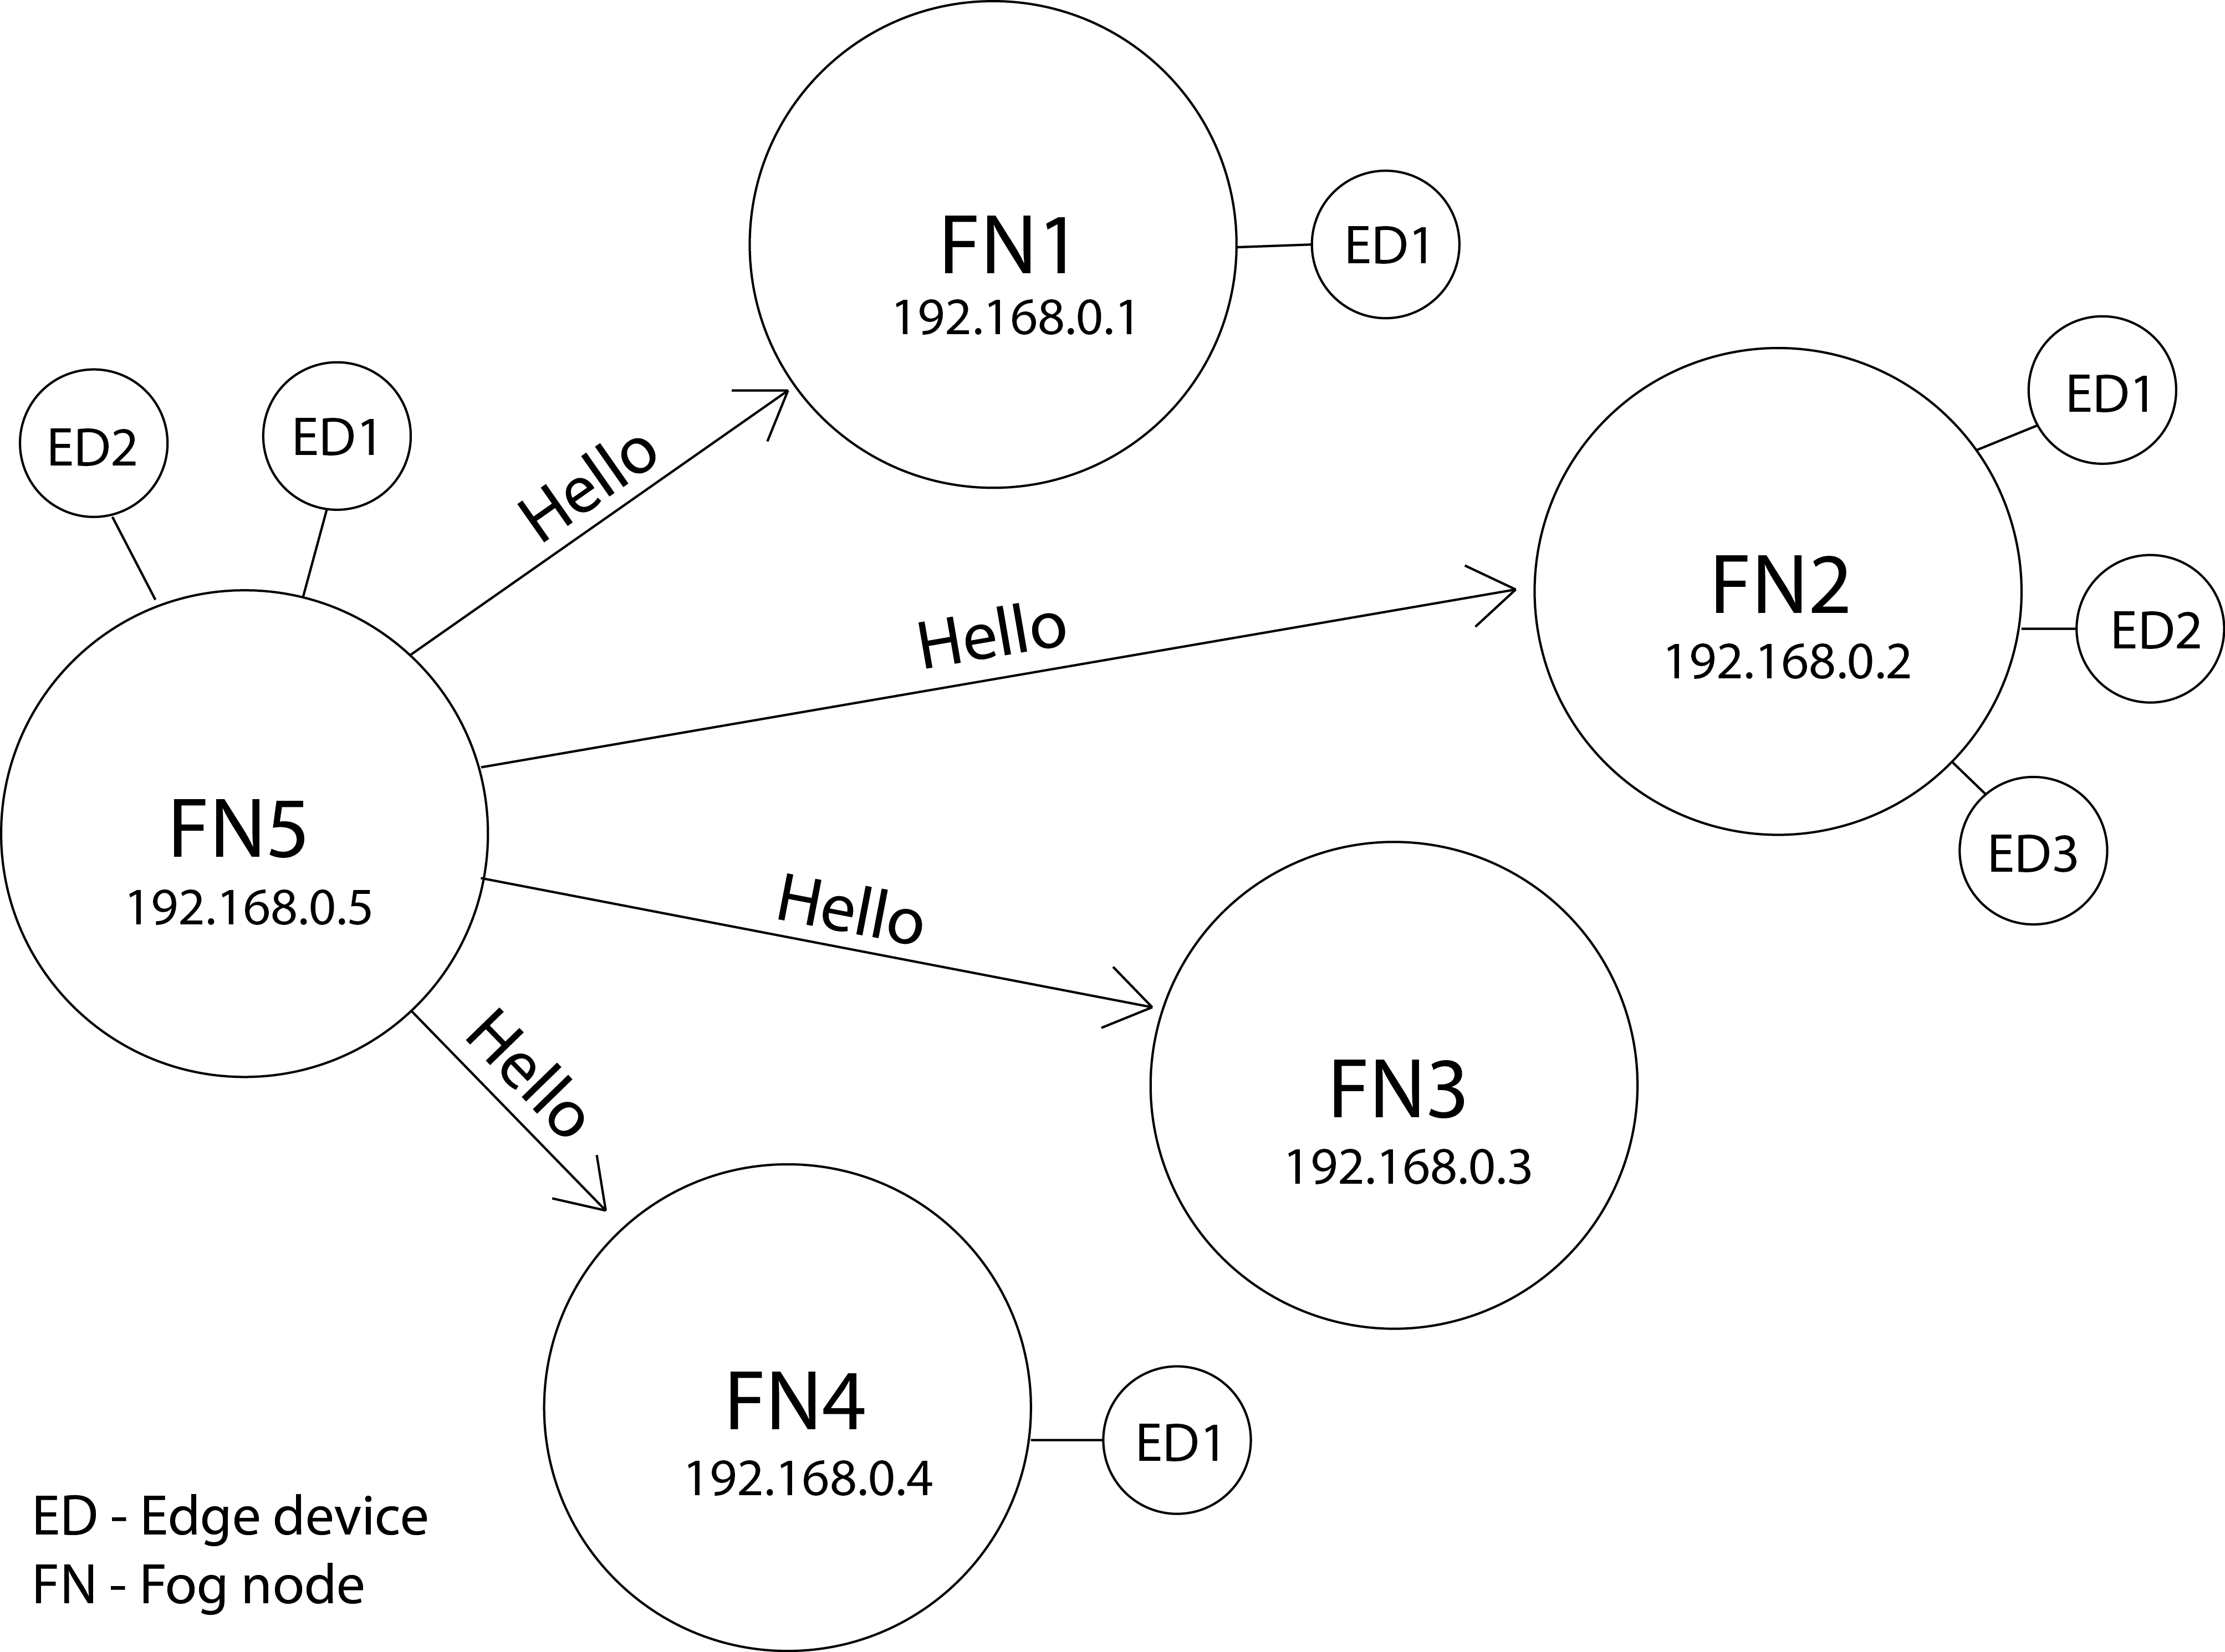 FN1
192.168.0.1
ED1
ED2
ED1
Hello
ED1
Hello
FN2
192.168.0.2
ED2
FN5
192.168.0.5
ED3
Hello
Hello
FN3
192.168.0.3
FN4
192.168.0.4
ED1
ED - Edge device
FN - Fog node